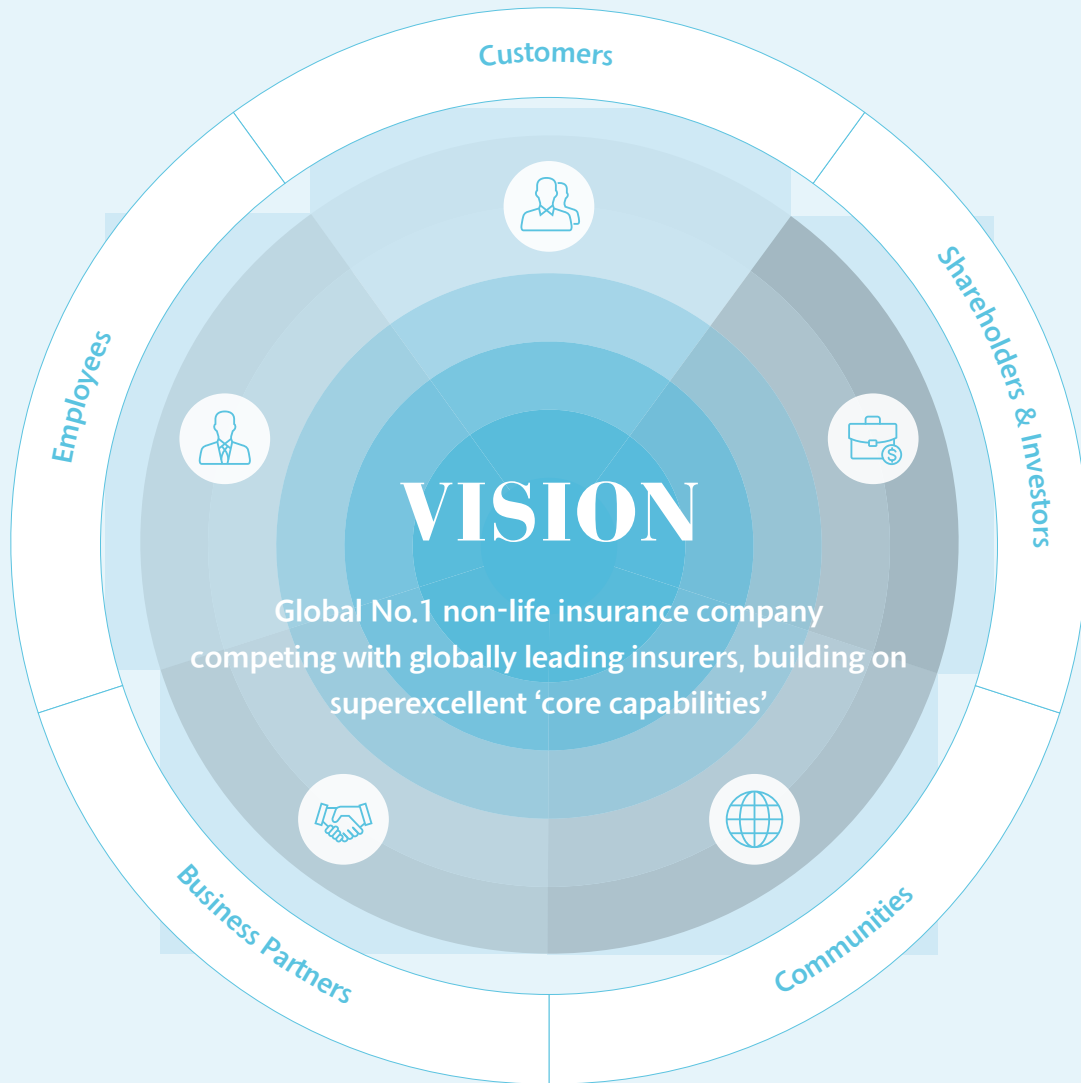 Customers
Shareholders & Investors
Employees
VISION
Global No.1 non-life insurance company
competing with globally leading insurers, building on
superexcellent ‘core capabilities’
$
Business Partners
Communities